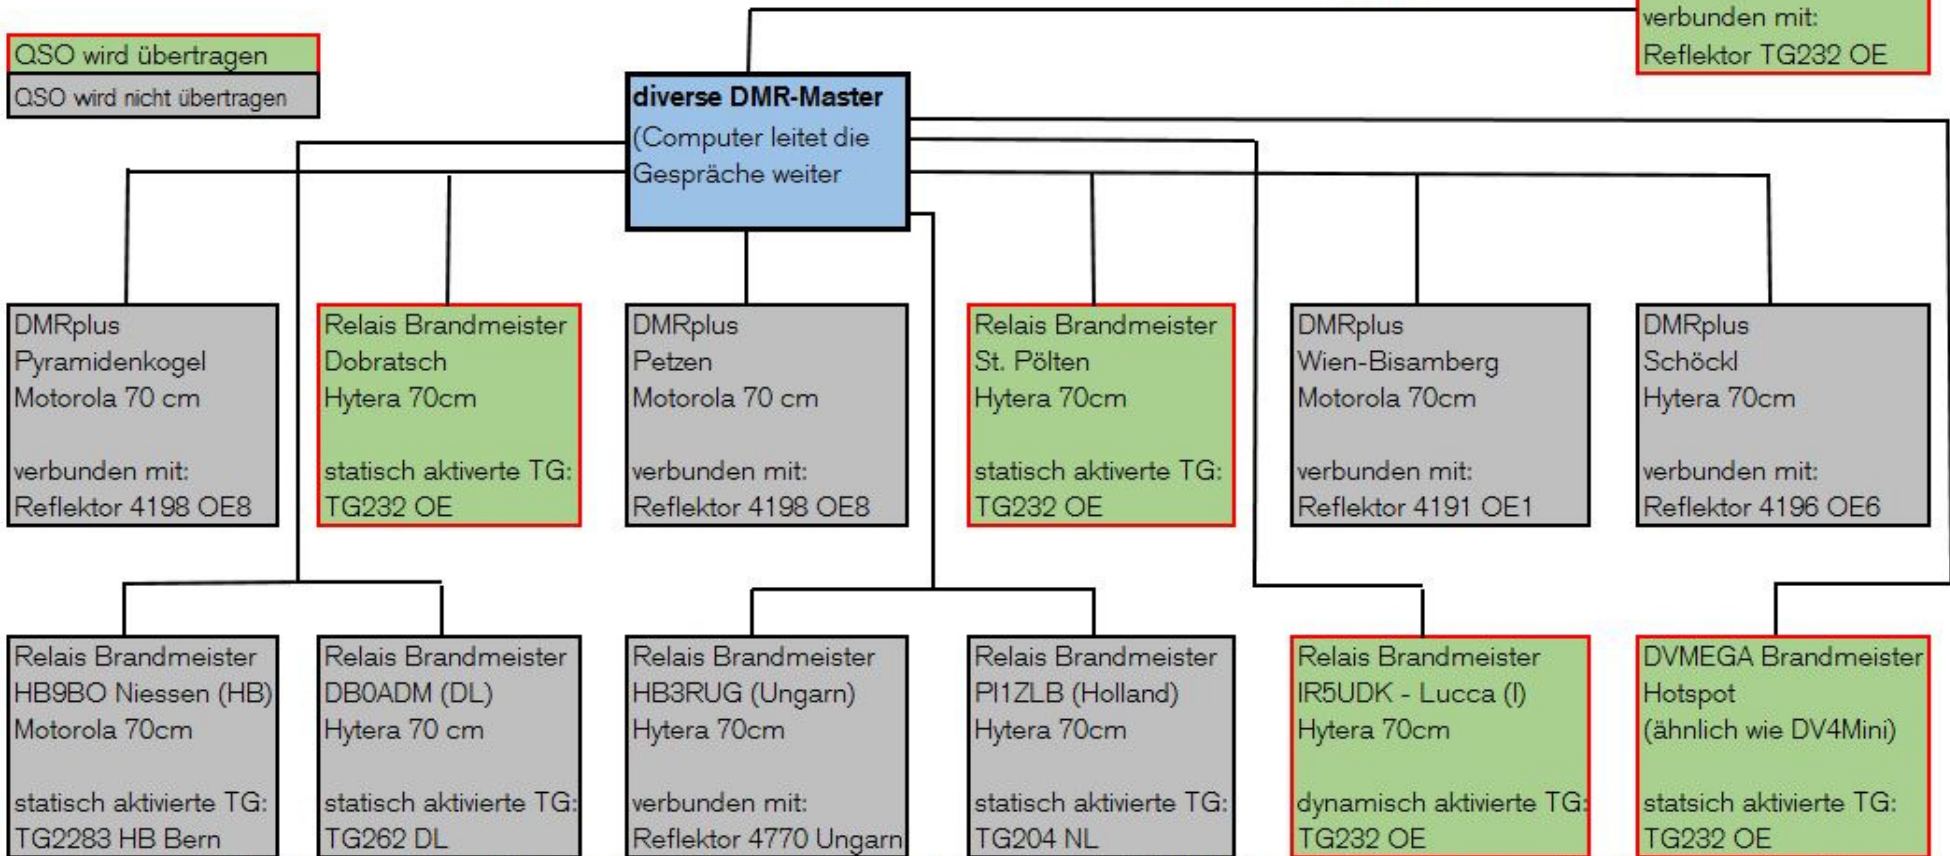 verbunden mit:
Reflektor TG232 OE
QSO wird übertragen
QSO wird nicht übertragen
diverse DMR-Master
(Computer leitet die
Gespräche weiter
DMRplus
Pyramidenkogel
Motorola 70 cm
verbunden mit:
Reflektor 4198 OE8
Relais Brandmeister
Dobratsch
Hytera 70cm
statisch aktivierte TG:
TG232 OE
DMRplus
Petzen
Motorola 70 cm
verbunden mit:
Reflektor 4198 OE8
Relais Brandmeister
St. Pölten
Hytera 70cm
statisch aktivierte TG:
TG232 OE
DMRplus
Wien-Bisamberg
Motorola 70cm
verbunden mit:
Reflektor 4191 OE1
DMRplus
Schöckl
Hytera 70cm
verbunden mit:
Reflektor 4196 OE6
Relais Brandmeister
HB9BO Niessen (HB)
Motorola 70cm
statisch aktivierte TG:
TG2283 HB Bern
Relais Brandmeister
DB0ADM (DL)
Hytera 70 cm
statisch aktivierte TG:
TG262 DL
Relais Brandmeister
HB3RUG (Ungarn)
Hytera 70cm
verbunden mit:
Reflektor 4770 Ungarn
Relais Brandmeister
PI1ZLB (Holland)
Hytera 70cm
statisch aktivierte TG:
TG204 NL
Relais Brandmeister
IR5UDK - Lucca (I)
Hytera 70cm
dynamisch aktivierte TG:
TG232 OE
DVMEGA Brandmeister
Hotspot
(ähnlich wie DV4Mini)
statsich aktivierte TG:
TG232 OE